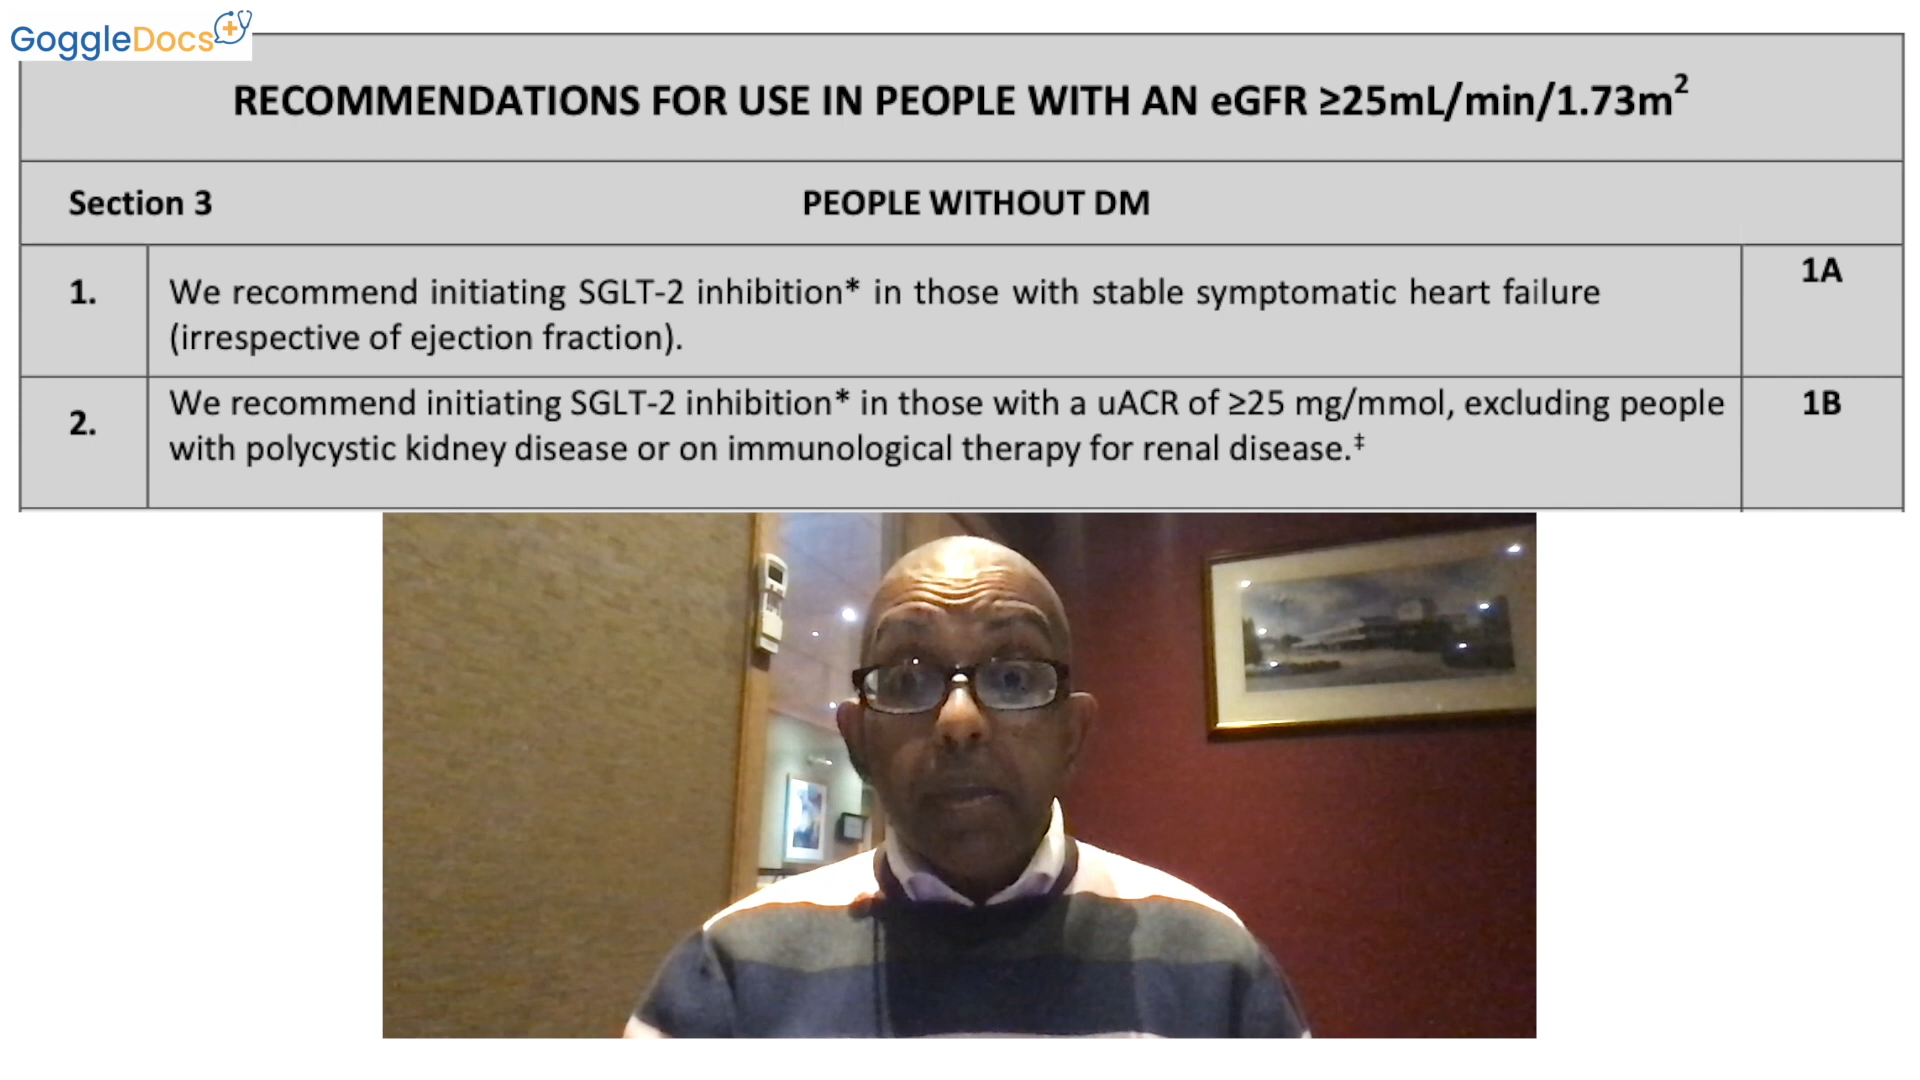 GoggleDocs
RECOMMENDATIONS FOR USE IN PEOPLE WITH AN eGFR ≥25mL/min/1.73m²
Section 3 PEOPLE WITHOUT DM
1. We recommend initiating SGLT-2 inhibition* in those with stable symptomatic heart failure 1A
(irrespective of ejection fraction).
2. We recommend initiating SGLT-2 inhibition* in those with a uACR of ≥25 mg/mmol, excluding people 1B
with polycystic kidney disease or on immunological therapy for renal disease.‡